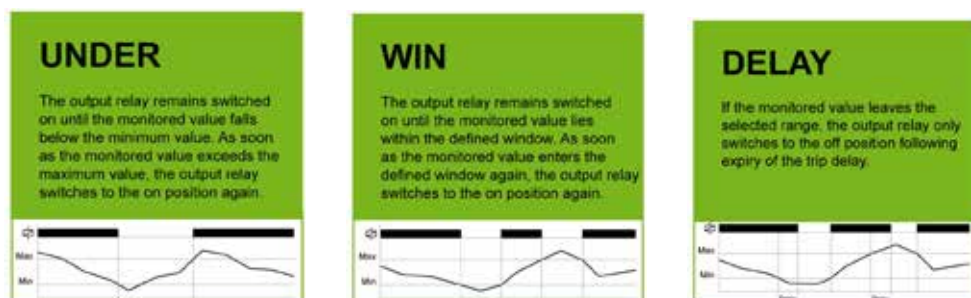 UNDER
The output relay remains switched
on until the monitored value falls
below the minimum value. As soon
as the monitored value exceeds the
maximum value, the output relay
switches to the on position again.
Max
Min
WIN
The output relay remains switched
on until the monitored value lies
within the defined window. As soon
as the monitored value enters the
defined window again, the output relay
switches to the on position again.
Max
Min
DELAY
If the monitored value leaves the
selected range, the output relay only
switches to the off position following
expiry of the trip delay.
Max
Min